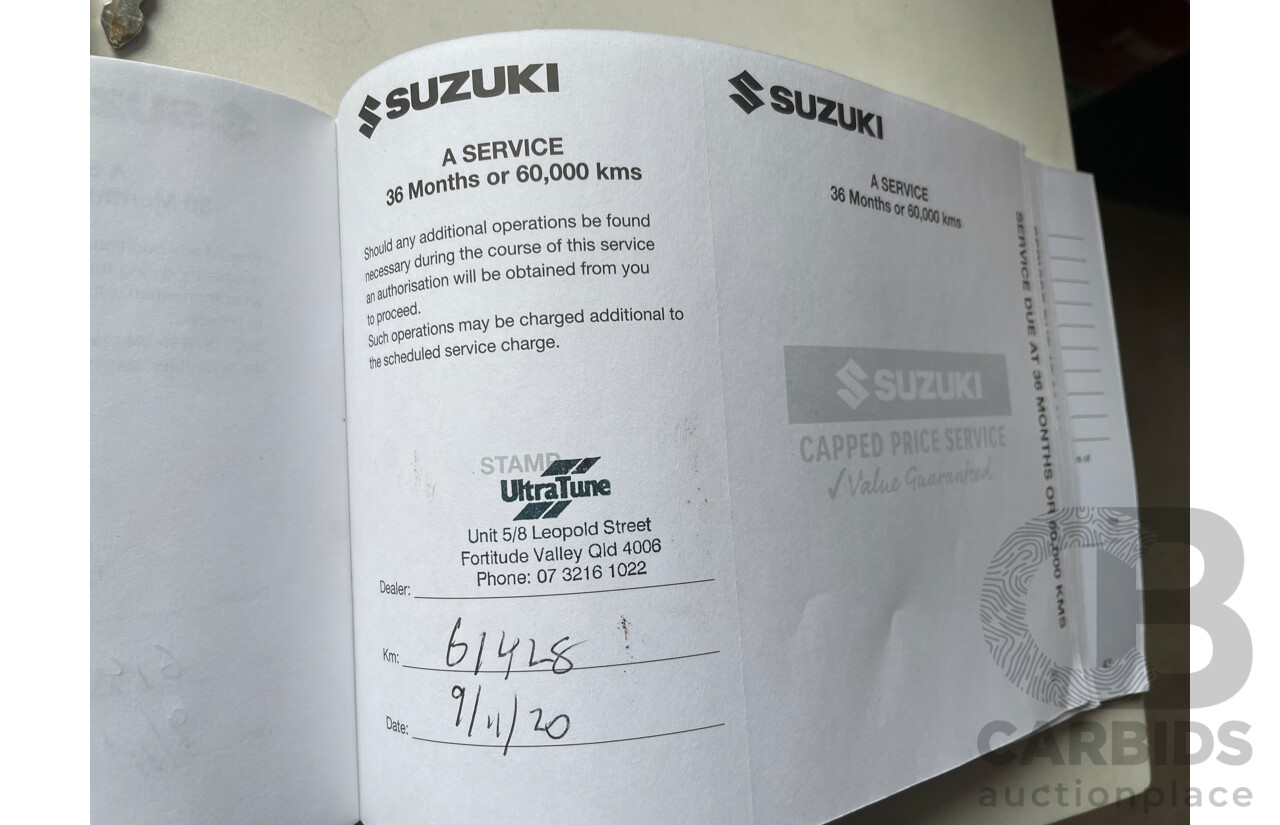 SUZUKI
A SERVICE
36 Months or 60,000 kms
Should any additional operations be found
necessary during the course of this service
an authorisation will be obtained from you
to proceed.
Such operations may be charged additional to
the scheduled service charge.
STAMP
UltraTune
Unit 5/8 Leopold Street
Fortitude Valley Qld 4006
Phone: 07 3216 1022
Dealer:
Km: 61428
Date: 9/11/20
SUZUKI
A SERVICE
36 Months or 60,000 kms
SUZUKI
CAPPED PRICE SERVICE
✓Value Guaranteed
SERVICE DUE AT 36 MONTHS OR 60,000 KMS
CB
CARBIDS
auctionplace